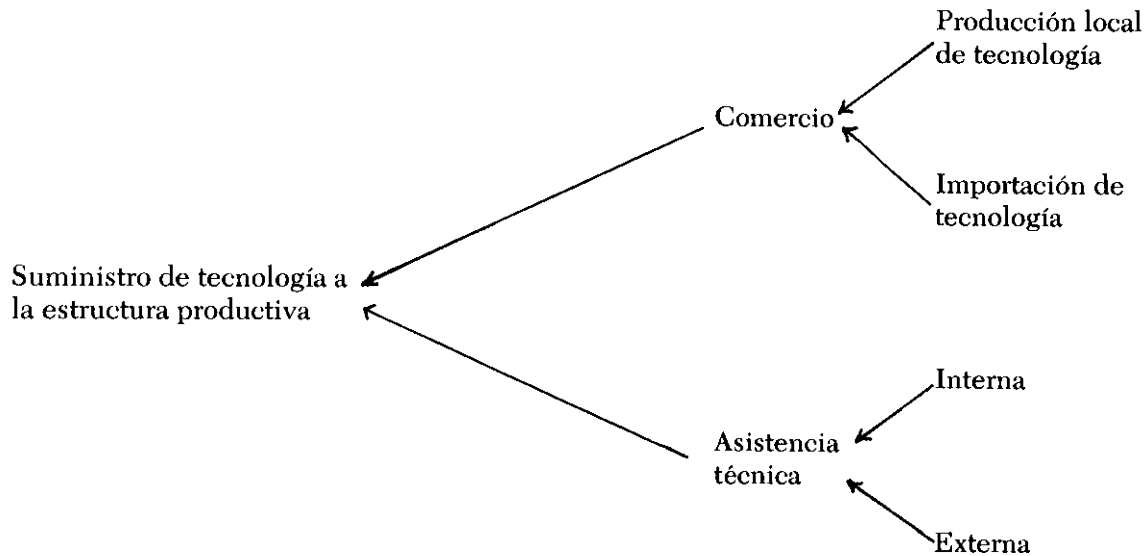 Producción local
de tecnología
Comercio
Importación de
tecnología
Suministro de tecnología a
la estructura productiva
Interna
Asistencia
técnica
Externa